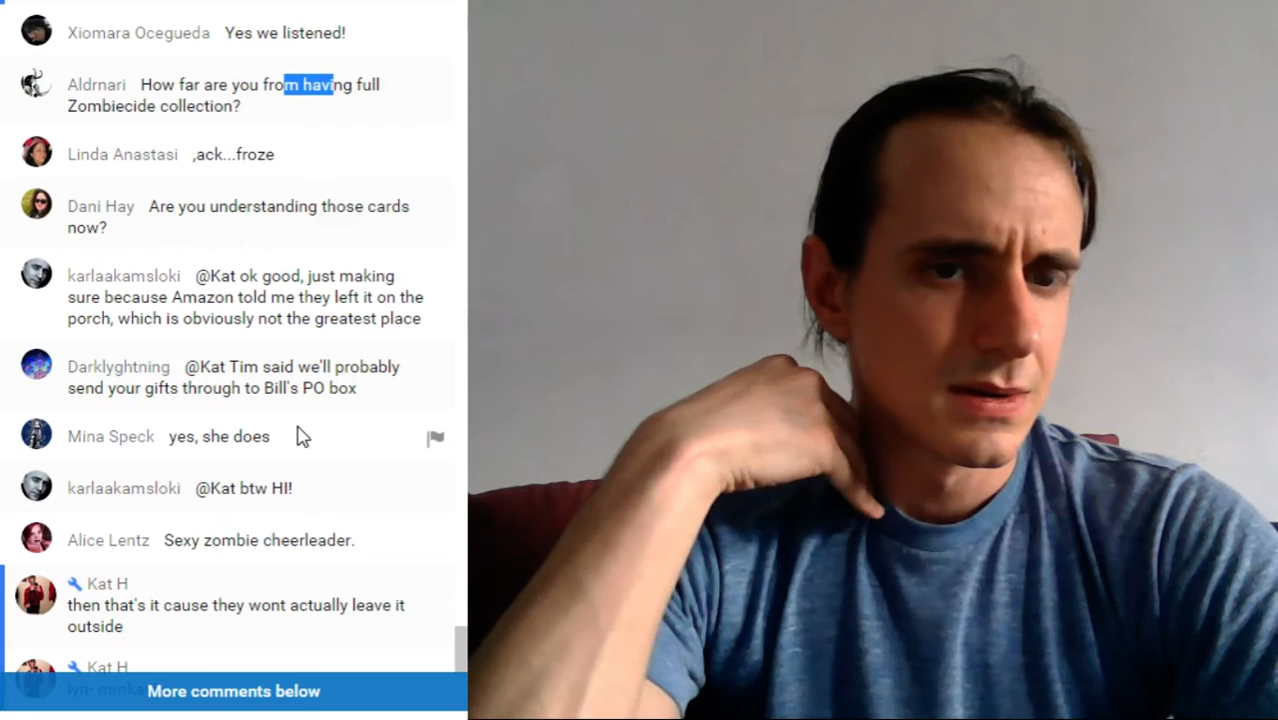 Xiomara Ocegueda Yes we listened!
Aldrnari How far are you from having full
Zombiecide collection?
Linda Anastasi ,ack...froze
Dani Hay Are you understanding those cards
now?
karlaakamsloki @Kat ok good, just making
sure because Amazon told me they left it on the
porch, which is obviously not the greatest place
Darklyghtning @Kat Tim said we'll probably
send your gifts through to Bill's PO box
Mina Speck yes, she does
karlaakamsloki @Kat btw HI!
Alice Lentz Sexy zombie cheerleader.
Kat H
then that's it cause they wont actually leave it
outside
Kat H
More comments below